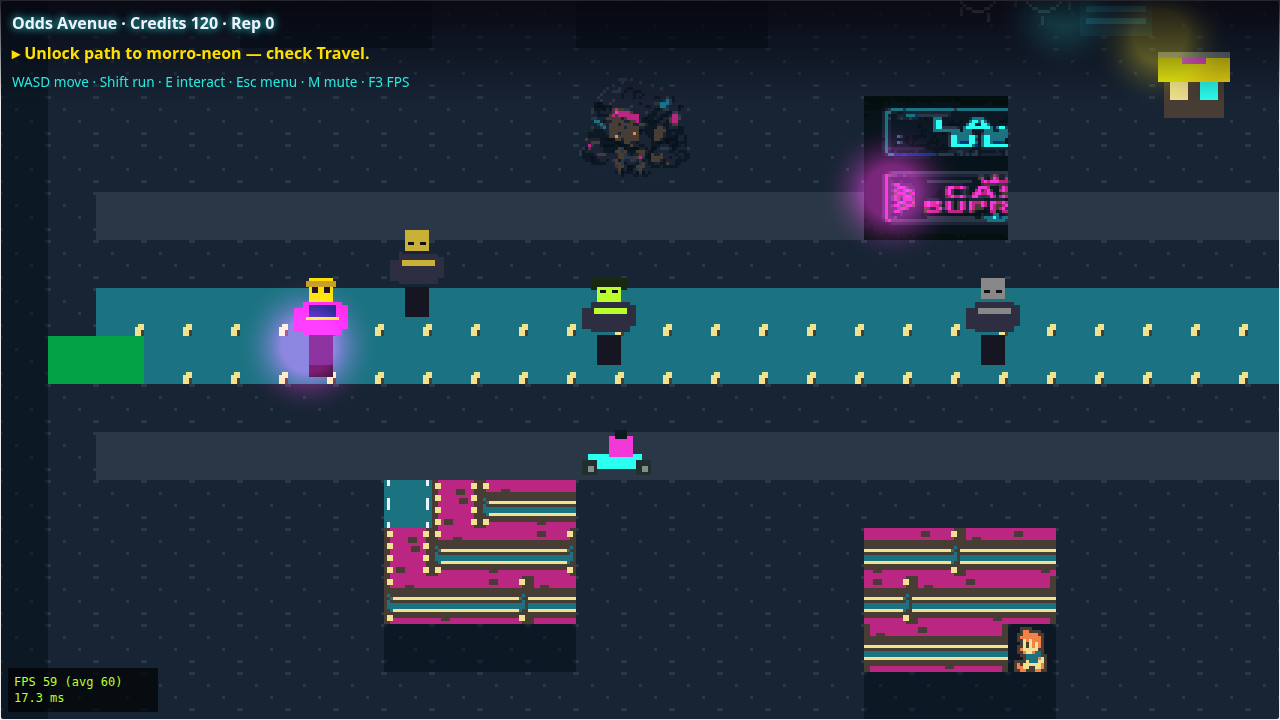 Odds Avenue · Credits 120 · Rep 0
▸ Unlock path to morro-neon — check Travel.
WASD move · Shift run · E interact · Esc menu · M mute · F3 FPS
FPS 59 (avg 60)
17.3 ms